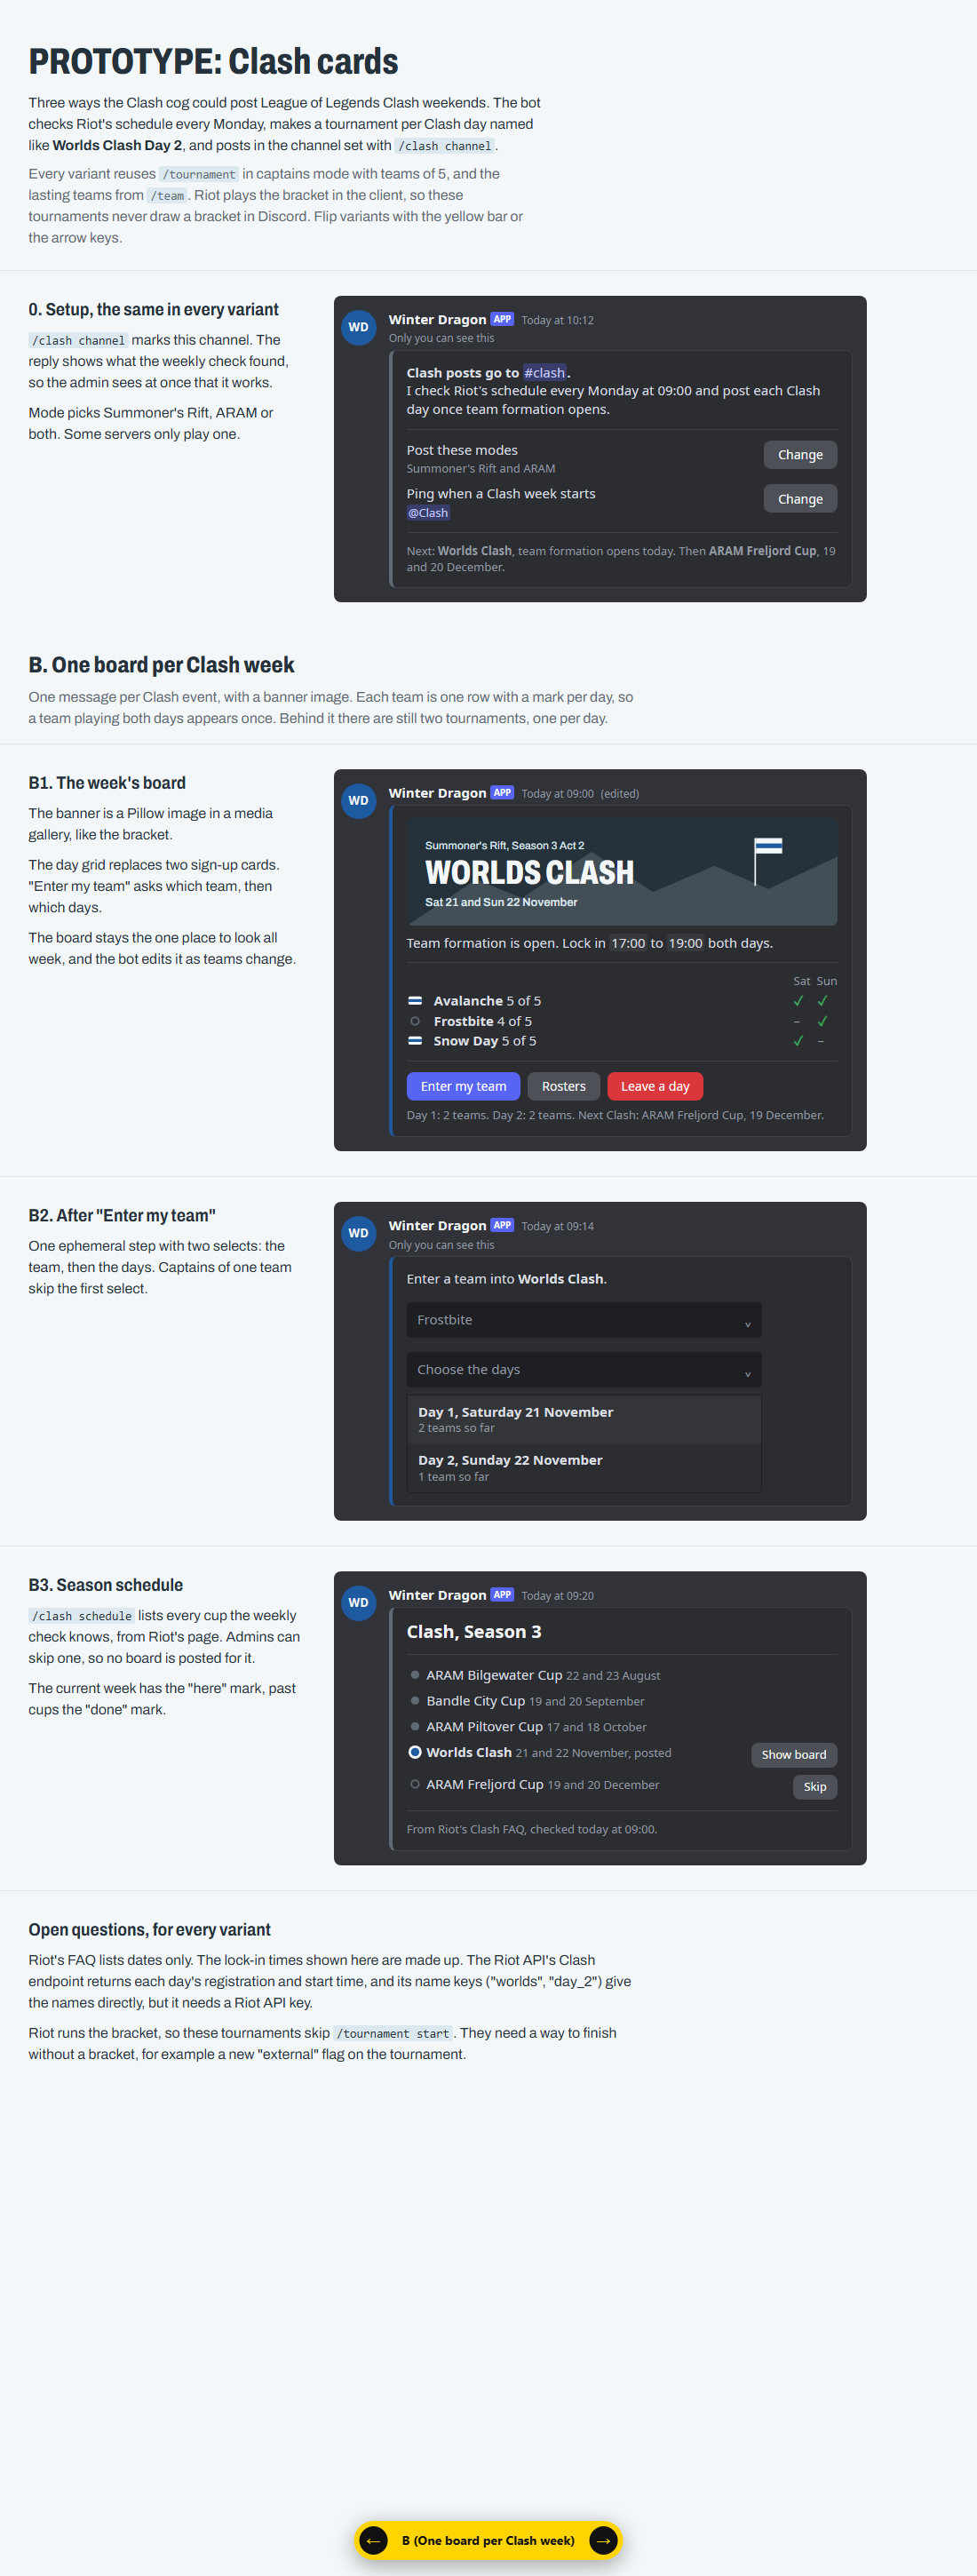 PROTOTYPE: Clash cards
Three ways the Clash cog could post League of Legends Clash weekends. The bot
checks Riot's schedule every Monday, makes a tournament per Clash day named
like Worlds Clash Day 2, and posts in the channel set with /clash channel.
Every variant reuses /tournament in captains mode with teams of 5, and the
lasting teams from /team. Riot plays the bracket in the client, so these
tournaments never draw a bracket in Discord. Flip variants with the yellow bar or
the arrow keys.
0. Setup, the same in every variant
/clash channel marks this channel. The
reply shows what the weekly check found,
so the admin sees at once that it works.
Mode picks Summoner's Rift, ARAM or
both. Some servers only play one.
WD
Winter Dragon APP Today at 10:12
Only you can see this
Clash posts go to #clash.
I check Riot's schedule every Monday at 09:00 and post each Clash
day once team formation opens.
Post these modes
Summoner's Rift and ARAM
Change
Ping when a Clash week starts
@Clash
Change
Next: Worlds Clash, team formation opens today. Then ARAM Freljord Cup, 19
and 20 December.
B. One board per Clash week
One message per Clash event, with a banner image. Each team is one row with a mark per day, so
a team playing both days appears once. Behind it there are still two tournaments, one per day.
B1. The week's board
The banner is a Pillow image in a media
gallery, like the bracket.
The day grid replaces two sign-up cards.
"Enter my team" asks which team, then
which days.
The board stays the one place to look all
week, and the bot edits it as teams change.
WD
Winter Dragon APP Today at 09:00 (edited)
Summoner's Rift, Season 3 Act 2
WORLDS CLASH
Sat 21 and Sun 22 November
Team formation is open. Lock in 17:00 to 19:00 both days.
Sat Sun
Avalanche 5 of 5 ✓ ✓
Frostbite 4 of 5 – ✓
Snow Day 5 of 5 ✓ –
Enter my team Rosters Leave a day
Day 1: 2 teams. Day 2: 2 teams. Next Clash: ARAM Freljord Cup, 19 December.
B2. After "Enter my team"
One ephemeral step with two selects: the
team, then the days. Captains of one team
skip the first select.
WD
Winter Dragon APP Today at 09:14
Only you can see this
Enter a team into Worlds Clash.
Frostbite
Choose the days
Day 1, Saturday 21 November
2 teams so far
Day 2, Sunday 22 November
1 team so far
B3. Season schedule
/clash schedule lists every cup the weekly
check knows, from Riot's page. Admins can
skip one, so no board is posted for it.
The current week has the "here" mark, past
cups the "done" mark.
WD
Winter Dragon APP Today at 09:20
Clash, Season 3
ARAM Bilgewater Cup 22 and 23 August
Bandle City Cup 19 and 20 September
ARAM Piltover Cup 17 and 18 October
Worlds Clash 21 and 22 November, posted Show board
ARAM Freljord Cup 19 and 20 December Skip
From Riot's Clash FAQ, checked today at 09:00.
Open questions, for every variant
Riot's FAQ lists dates only. The lock-in times shown here are made up. The Riot API's Clash
endpoint returns each day's registration and start time, and its name keys ("worlds", "day_2") give
the names directly, but it needs a Riot API key.
Riot runs the bracket, so these tournaments skip /tournament start. They need a way to finish
without a bracket, for example a new "external" flag on the tournament.
← B (One board per Clash week) →